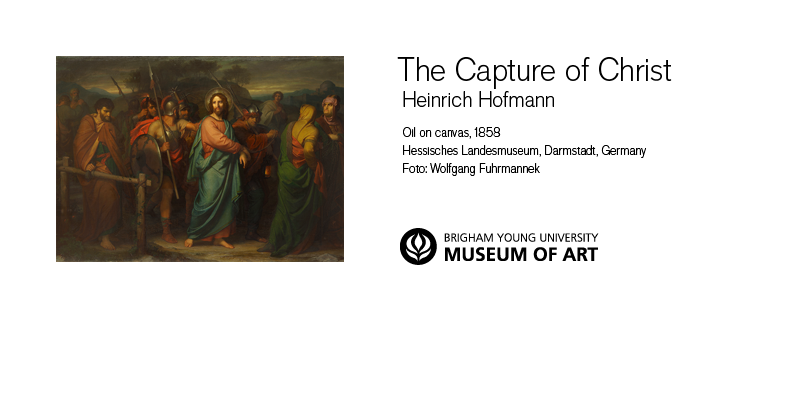 The Capture of Christ
Heinrich Hofmann
Oil on canvas, 1858
Hessisches Landesmuseum, Darmstadt, Germany
Foto: Wolfgang Fuhrmannek
BRIGHAM YOUNG UNIVERSITY
MUSEUM OF ART